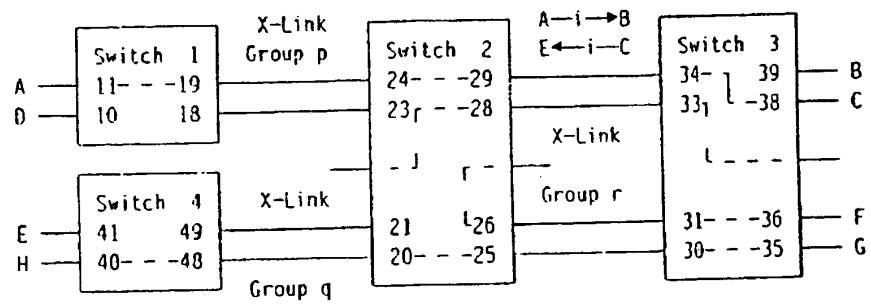 X-Link
Group p
A—i→B
E←i—C
Switch 1
11- - -19
10 18
A
D
Switch 2
24- - -29
23 -28
21 26
20- - -25
Switch 3
34- 39
33 -38
31- - -36
30- - -35
B
C
F
G
X-Link
Group r
Switch 4
41 49
40- - -48
E
H
X-Link
Group q